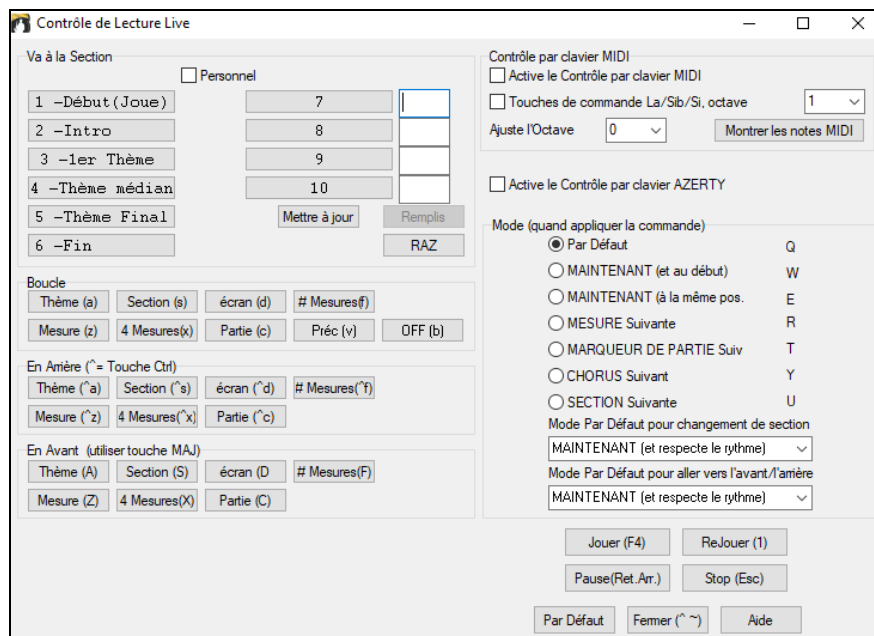 Contrôle de Lecture Live
Va à la Section
Personnel
1 -Début(Joue)
7
2 -Intro
8
3 -1er Thème
9
4 -Thème médian
10
5 -Thème Final
Mettre à jour
Remplis
6 -Fin
RAZ
Boucle
Thème (a)
Section (s)
écran (d)
# Mesures(f)
Mesure (z)
4 Mesures(x)
Partie (c)
Préc (v)
OFF (b)
En Arrière (^= Touche Ctrl)
Thème (^a)
Section (^s)
écran (^d)
# Mesures(^f)
Mesure (^z)
4 Mesures(^x)
Partie (^c)
En Avant (utiliser touche MAJ)
Thème (A)
Section (S)
écran (D
# Mesures(F)
Mesure (Z)
4 Mesures(X)
Partie (C)
Contrôle par clavier MIDI
Active le Contrôle par clavier MIDI
Touches de commande La/Sib/Si, octave
1
Ajuste l'Octave
0
Montrer les notes MIDI
Active le Contrôle par clavier AZERTY
Mode (quand appliquer la commande)
Par Défaut Q
MAINTENANT (et au début) W
MAINTENANT (à la même pos. E
MESURE Suivante R
MARQUEUR DE PARTIE Suiv T
CHORUS Suivant Y
SECTION Suivante U
Mode Par Défaut pour changement de section
MAINTENANT (et respecte le rythme)
Mode Par Défaut pour aller vers l'avant/l'arrière
MAINTENANT (et respecte le rythme)
Jouer (F4)
ReJouer (1)
Pause(Ret.Arr.)
Stop (Esc)
Par Défaut
Fermer (^ ~)
Aide